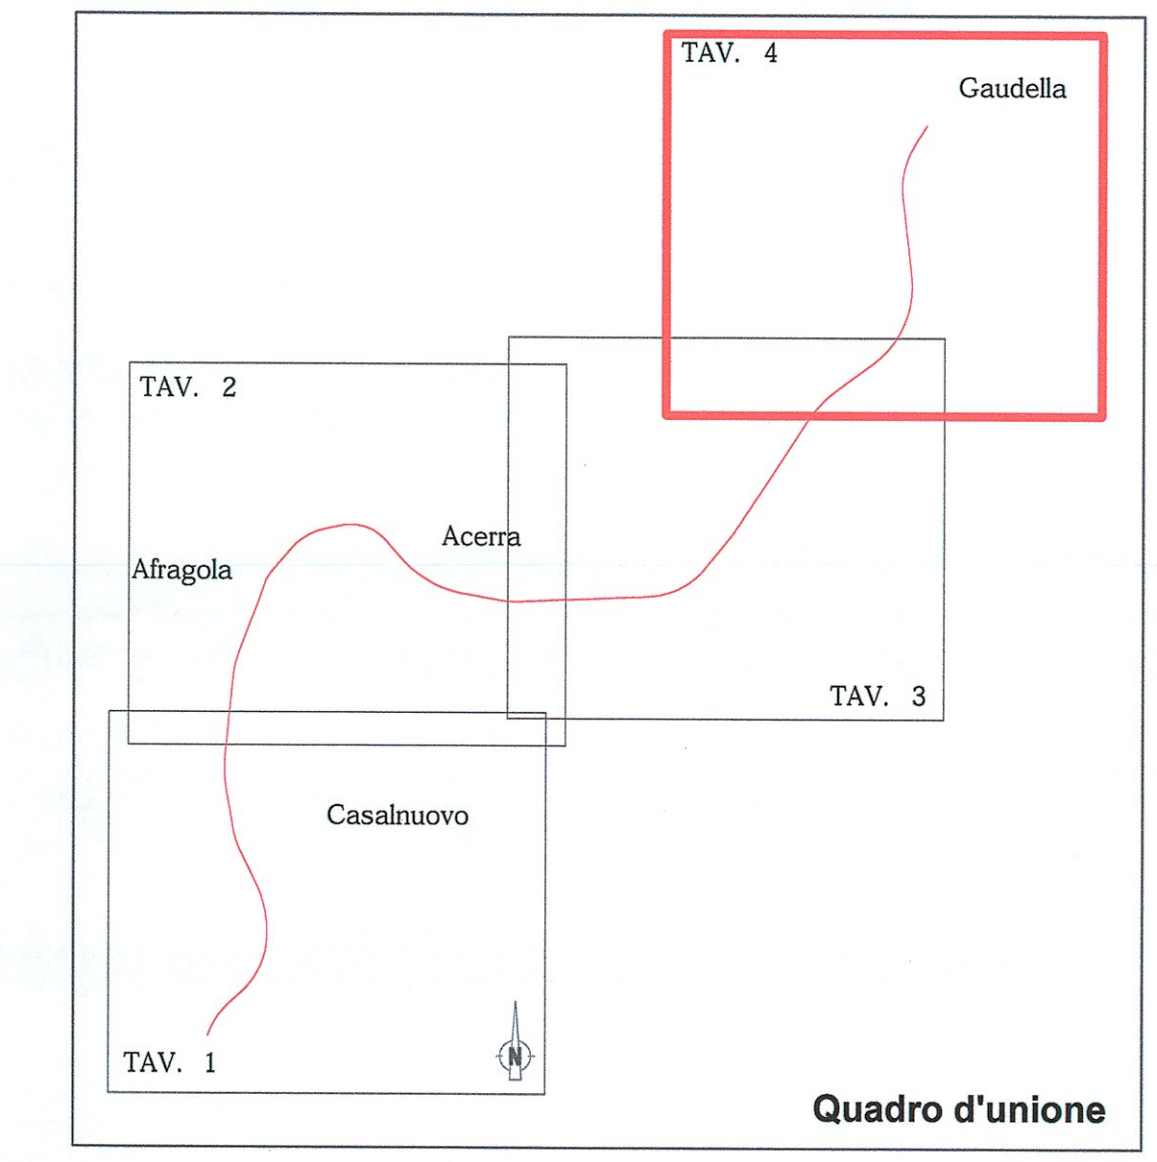 TAV. 4
Gaudella
TAV. 2
Acerra
Afragola
TAV. 3
Casalnuovo
N
TAV. 1
Quadro d'unione